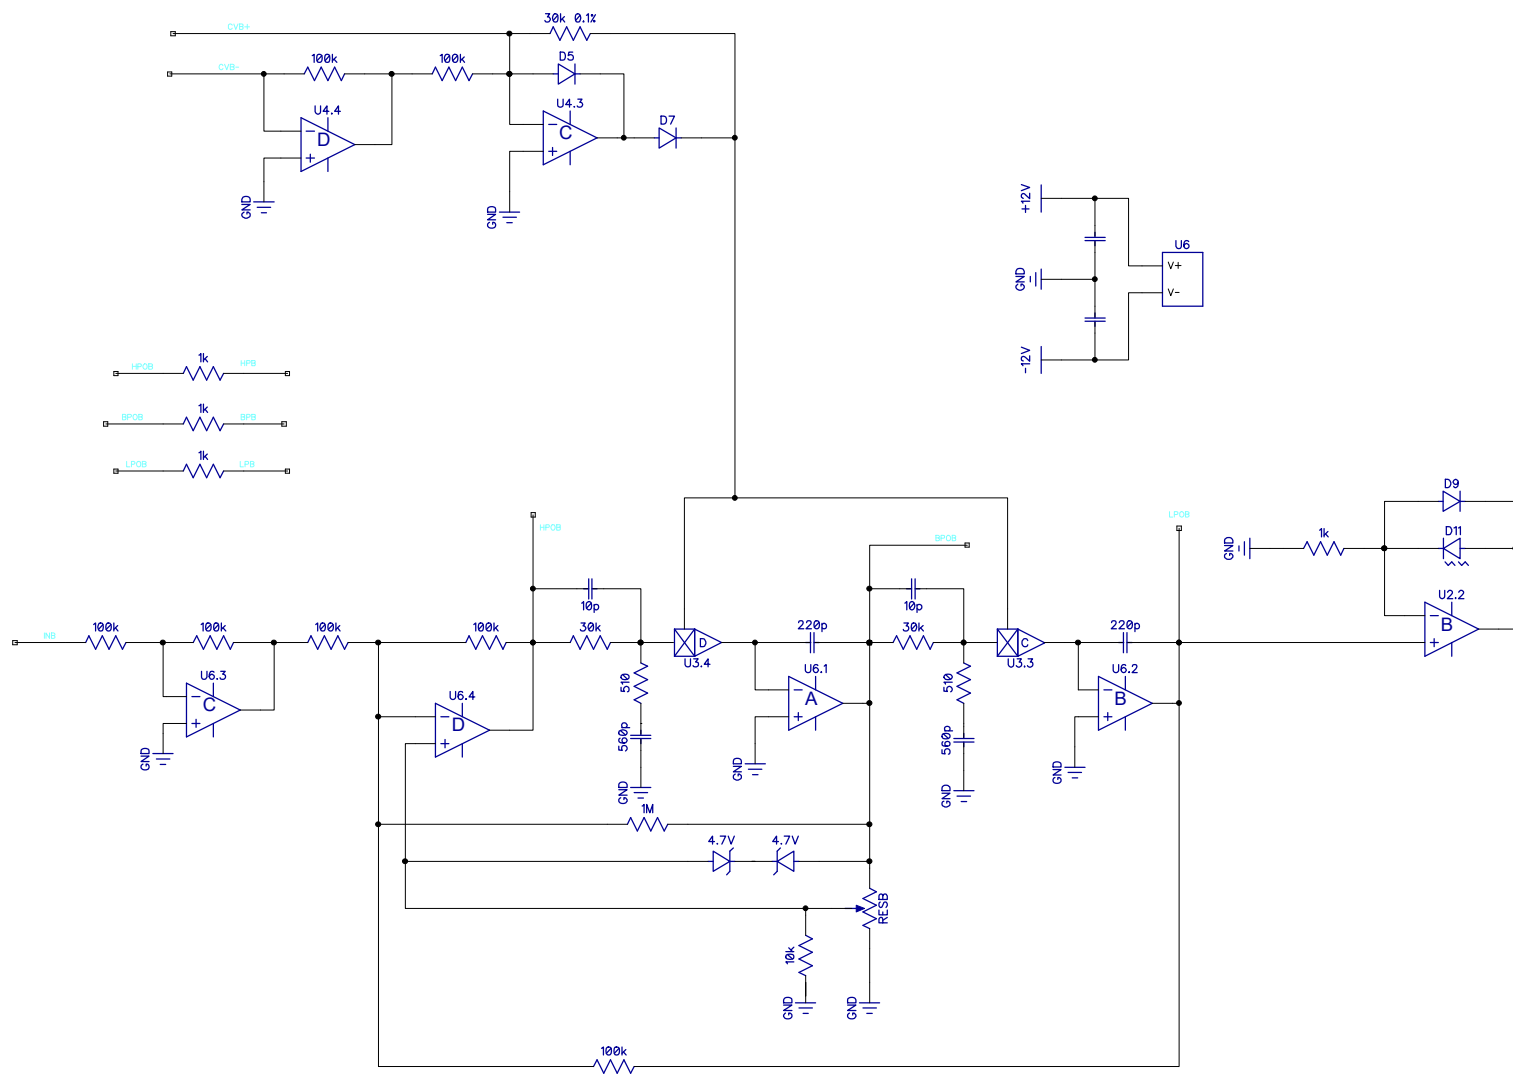 30k 0.1%
CVB+
100k
100k
D5
CVB-
U4.4
U4.3
D7
D
C
GND
GND
+12V
U6
V+
GND
V-
-12V
1k
HPOB
HPB
1k
BPOB
BPB
1k
LPOB
LPB
D9
HPOB
LPOB
BPOB
1k
D11
GND
10p
10p
U2.2
B
INB
100k
100k
100k
100k
30k
D
U3.4
220p
30k
C
U3.3
220p
U6.3
C
U6.4
D
510
U6.1
A
510
U6.2
B
560p
560p
GND
GND
GND
GND
GND
1M
4.7V
4.7V
RESB
10k
GND
GND
100k